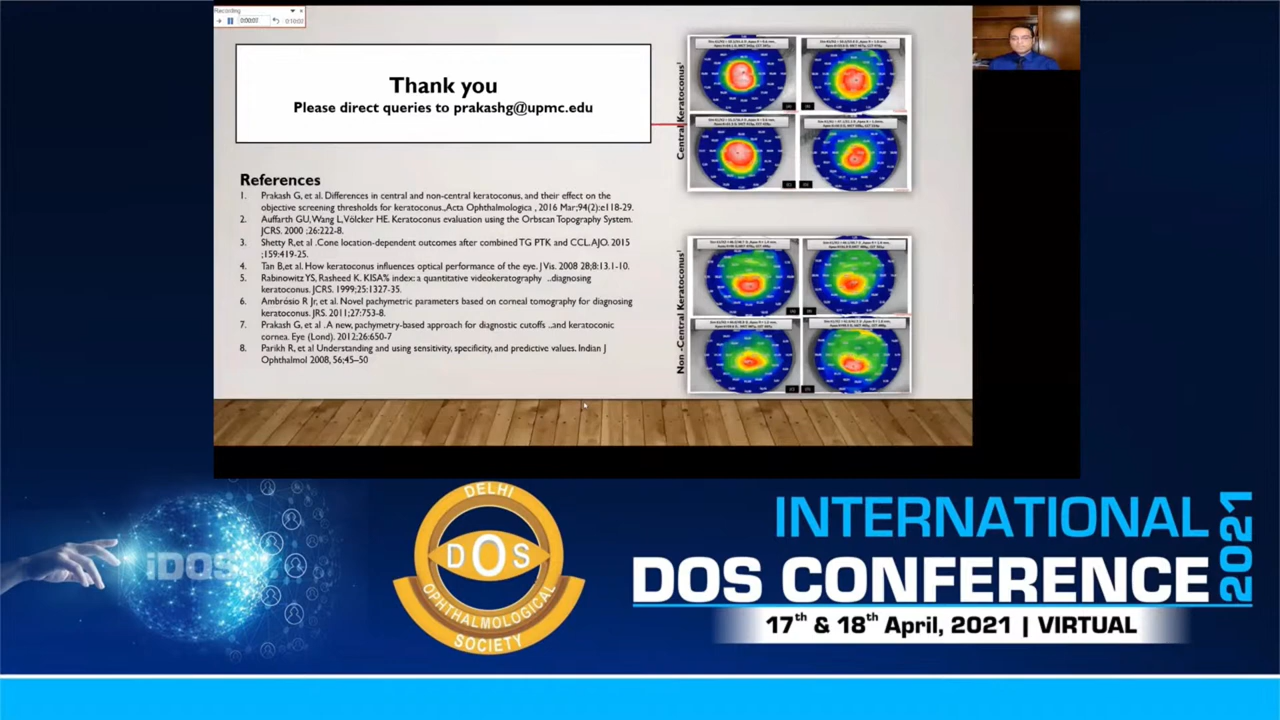 Recording
0:00:07
0:10:02
Thank you
Please direct queries to prakashg@upmc.edu
References
1. Prakash G, et al. Differences in central and non-central keratoconus, and their effect on the
objective screening thresholds for keratoconus.,Acta Ophthalmologica , 2016 Mar;94(2):e118-29.
2. Auffarth GU,Wang L,Völcker HE. Keratoconus evaluation using the Orbscan Topography System.
JCRS. 2000 ;26:222-8.
3. Shetty R,et al .Cone location-dependent outcomes after combined TG PTK and CCL. AJO. 2015
;159:419-25.
4. Tan B,et al. How keratoconus influences optical performance of the eye. J Vis. 2008 28;8:13.1-10.
5. Rabinowitz YS, Rasheed K. KISA% index: a quantitative videokeratography ..diagnosing
keratoconus. JCRS. 1999;25:1327-35.
6. Ambrósio R Jr, et al. Novel pachymetric parameters based on corneal tomography for diagnosing
keratoconus. JRS. 2011;27:753-8.
7. Prakash G, et al .A new, pachymetry-based approach for diagnostic cutoffs ..and keratoconic
cornea. Eye (Lond). 2012;26:650-7
8. Parikh R, et al Understanding and using sensitivity, specificity, and predictive values. Indian J
Ophthalmol 2008, 56;45–50
Central Keratoconus¹
Non -Central Keratoconus¹
iDOS
DELHI
DOS
OPHTHALMOLOGICAL
SOCIETY
INTERNATIONAL
DOS CONFERENCE
2021
17th & 18th April, 2021 | VIRTUAL